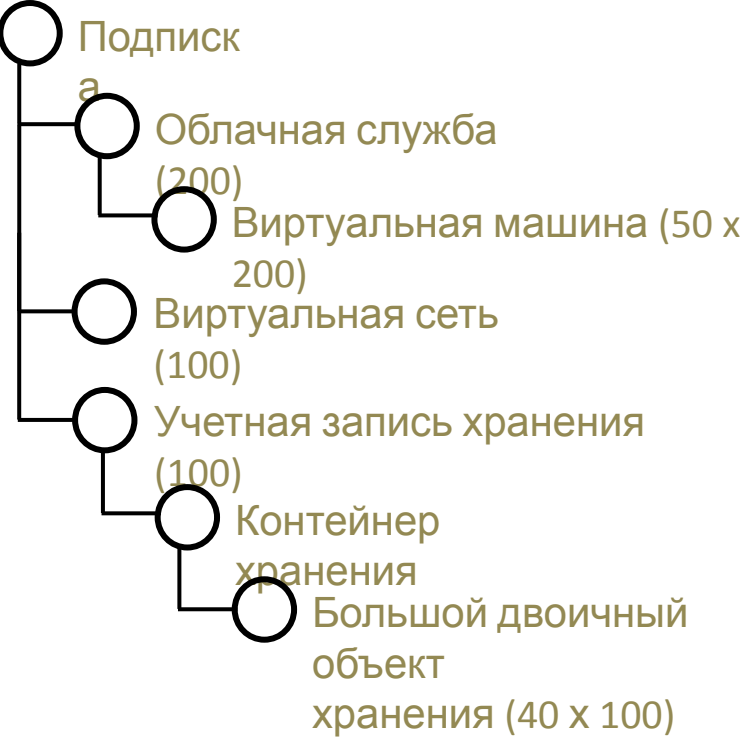 Подписк
а
Облачная служба
(200)
Виртуальная машина (50 x
200)
Виртуальная сеть
(100)
Учетная запись хранения
(100)
Контейнер
хранения
Большой двоичный
объект
хранения (40 x 100)